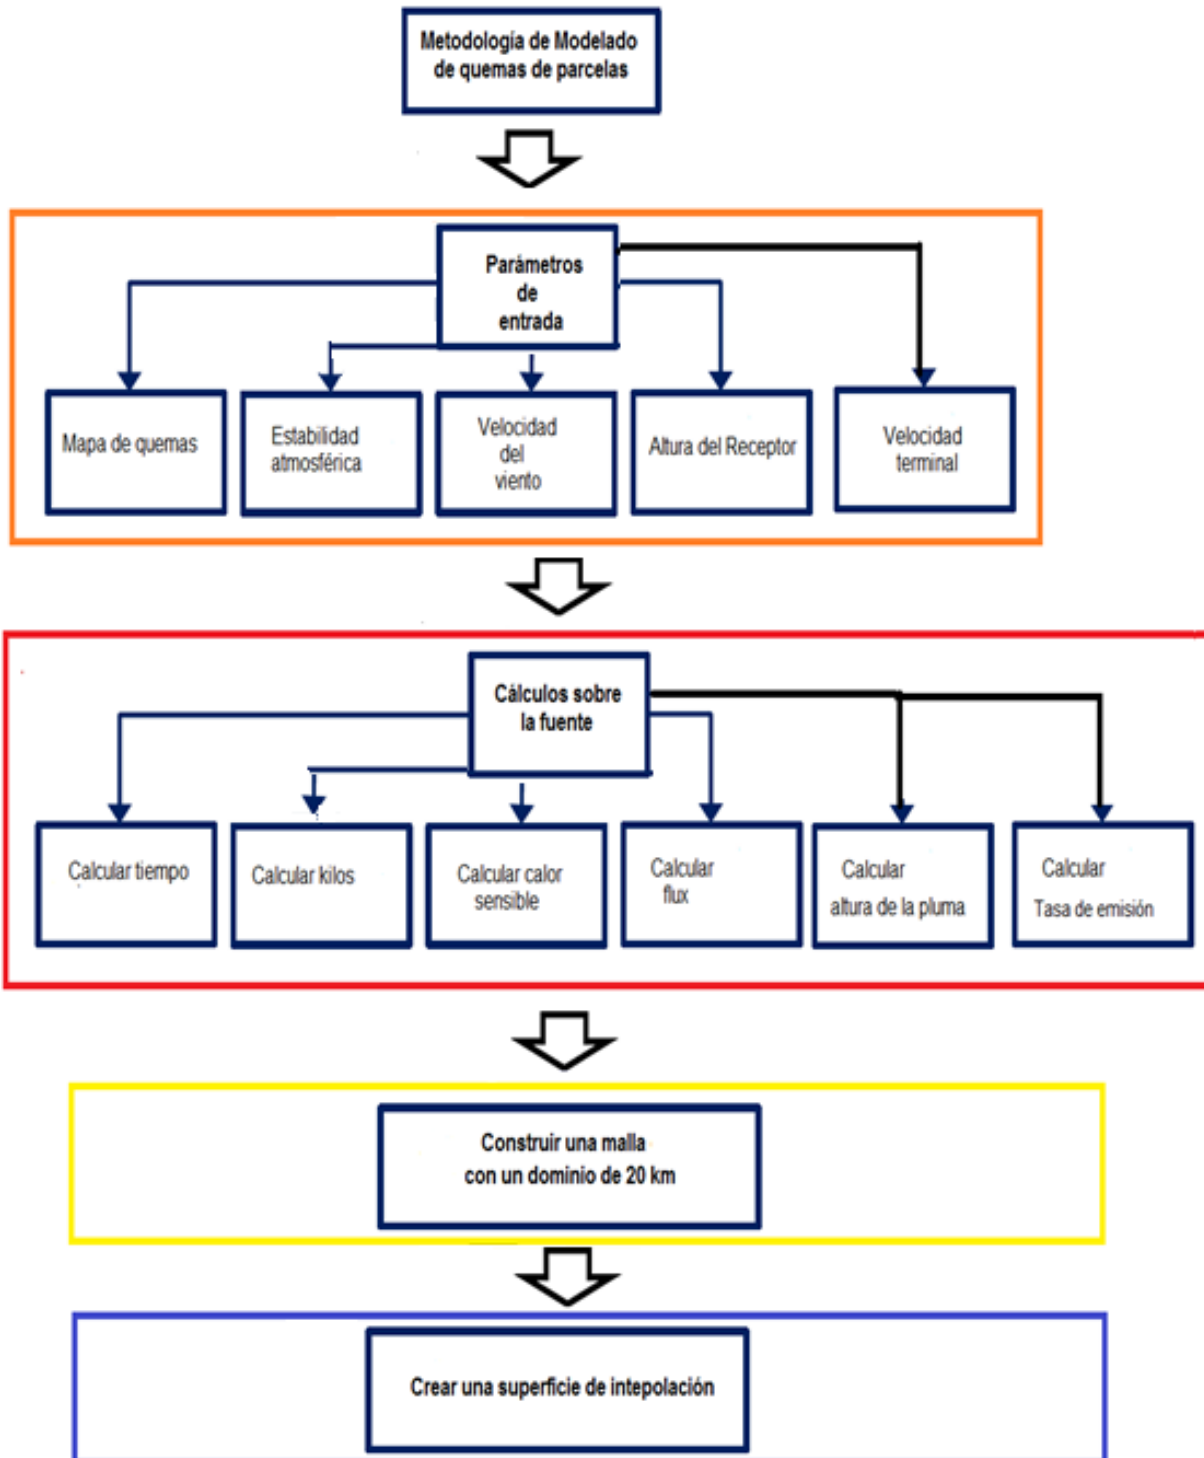 Metodología de Modelado
de quemas de parcelas
Parámetros
de
entrada
Mapa de quemas
Estabilidad
atmosférica
Velocidad
del
viento
Altura del Receptor
Velocidad
terminal
Cálculos sobre
la fuente
Calcular tiempo
Calcular kilos
Calcular calor
sensible
Calcular
flux
Calcular
altura de la pluma
Calcular
Tasa de emisión
Construir una malla
con un dominio de 20 km
Crear una superficie de intepolación